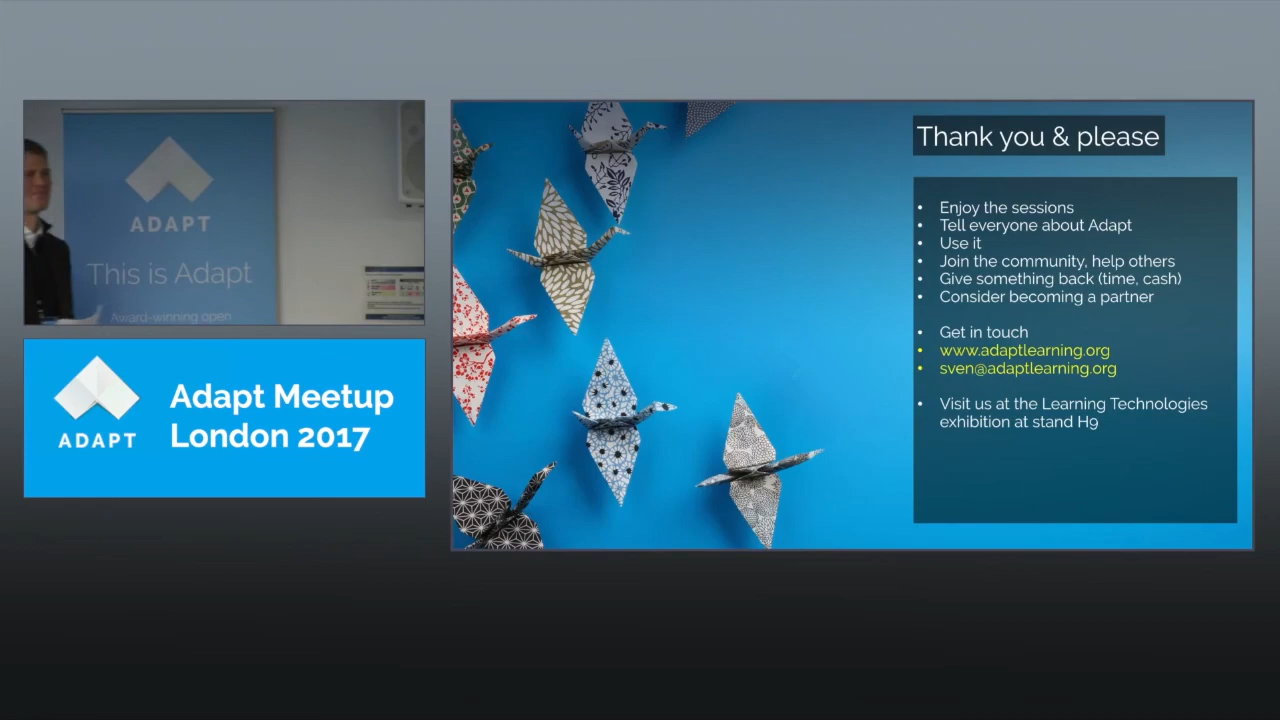 ADAPT
This is Adapt
Award-winning open
ADAPT
Adapt Meetup
London 2017
Thank you & please
• Enjoy the sessions
• Tell everyone about Adapt
• Use it
• Join the community, help others
• Give something back (time, cash)
• Consider becoming a partner
• Get in touch
• www.adaptlearning.org
• sven@adaptlearning.org
• Visit us at the Learning Technologies
exhibition at stand H9